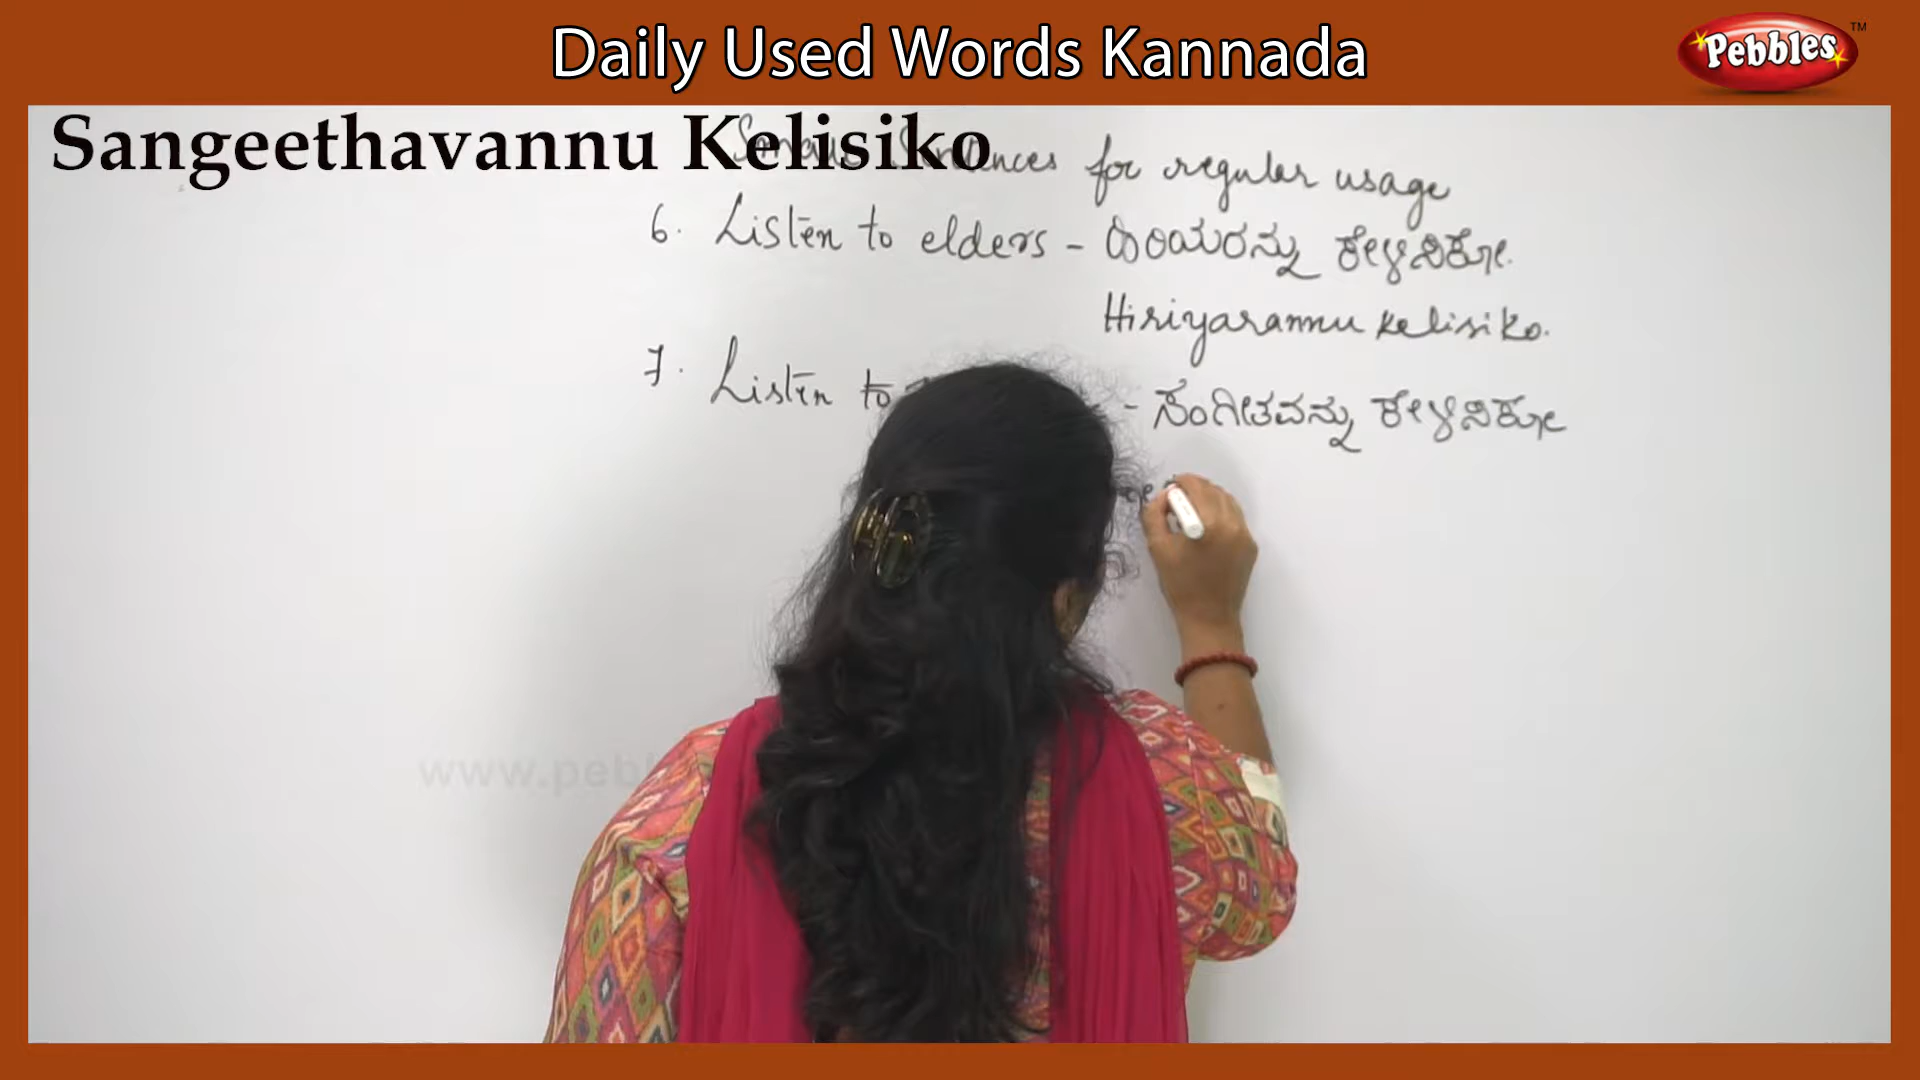 Daily Used Words Kannada
Pebbles TM
Sangeethavannu Kelisiko
for regular usage
6. Listen to elders - ಹಿರಿಯರನ್ನು ಕೇಳಿಸಿಕೋ.
Hiriyarannu kelisiko.
7. Listen to - ಸಂಗೀತವನ್ನು ಕೇಳಿಸಿಕೋ